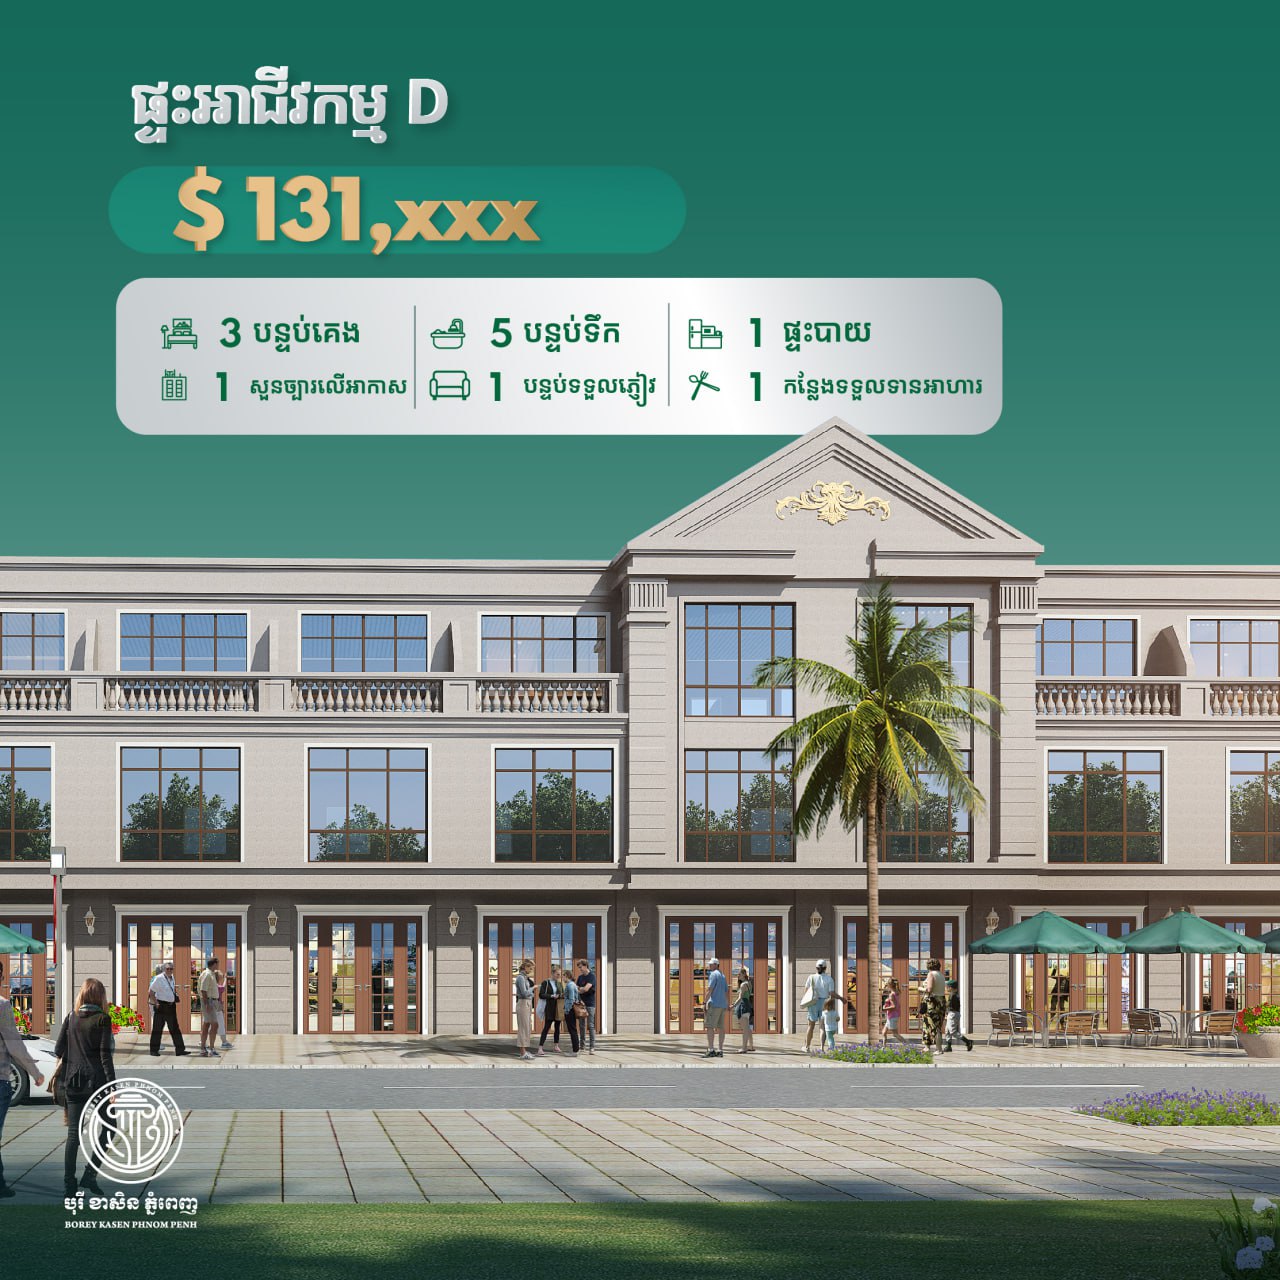 ផ្ទះអាជីវកម្ម D
$ 131,xxx
3 បន្ទប់គេង
5 បន្ទប់ទឹក
1 ផ្ទះបាយ
1 សួនច្បារលើអាកាស
1 បន្ទប់ទទួលភ្ញៀវ
1 កន្លែងទទួលទានអាហារ
BOREY KASEN PHNOM PENH
បុរី ខាសិន ភ្នំពេញ
BOREY KASEN PHNOM PENH